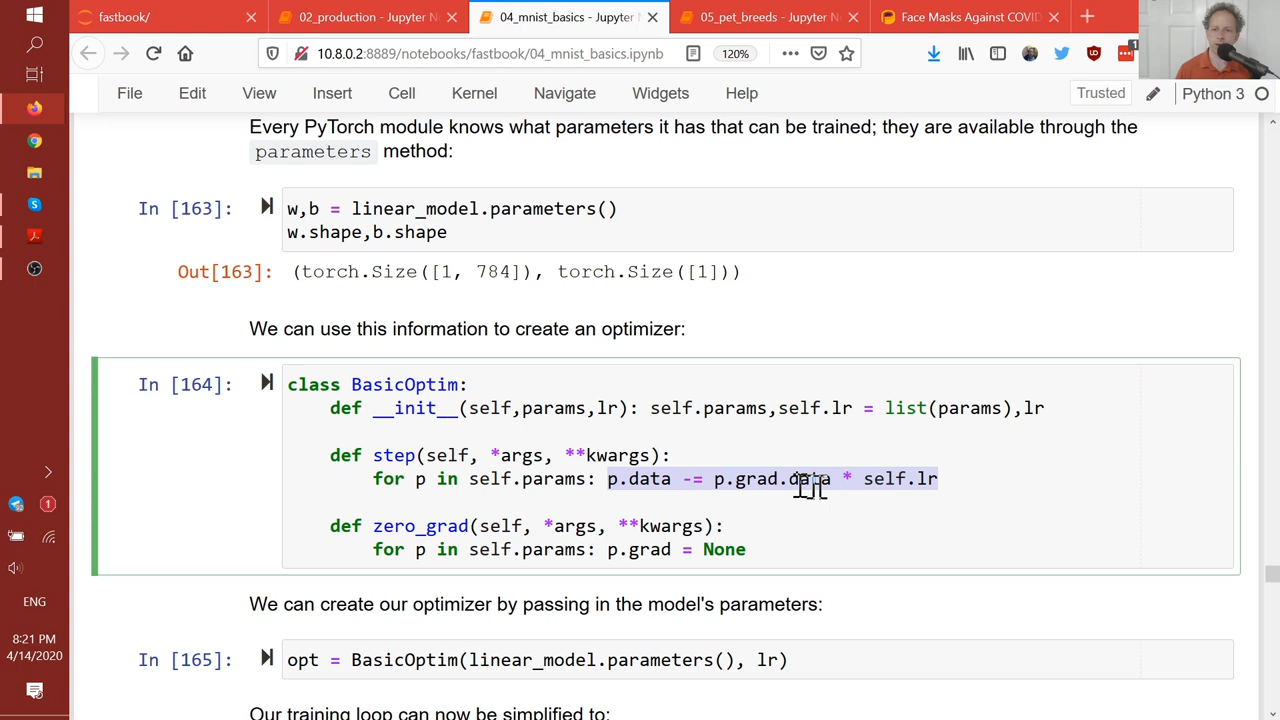 fastbook/
02_production - Jupyter N
04_mnist_basics - Jupyter
05_pet_breeds - Jupyter N
Face Masks Against COVI
10.8.0.2:8889/notebooks/fastbook/04_mnist_basics.ipynb
120%
1
File Edit View Insert Cell Kernel Navigate Widgets Help
Trusted
Python 3
Every PyTorch module knows what parameters it has that can be trained; they are available through the
parameters method:
In [163]:
w,b = linear_model.parameters()
w.shape,b.shape
Out[163]: (torch.Size([1, 784]), torch.Size([1]))
We can use this information to create an optimizer:
In [164]:
class BasicOptim:
def __init__(self,params,lr): self.params,self.lr = list(params),lr
def step(self, *args, **kwargs):
for p in self.params: p.data -= p.grad.data * self.lr
def zero_grad(self, *args, **kwargs):
for p in self.params: p.grad = None
We can create our optimizer by passing in the model's parameters:
In [165]:
opt = BasicOptim(linear_model.parameters(), lr)
Our training loop can now be simplified to:
1
ENG
8:21 PM
4/14/2020